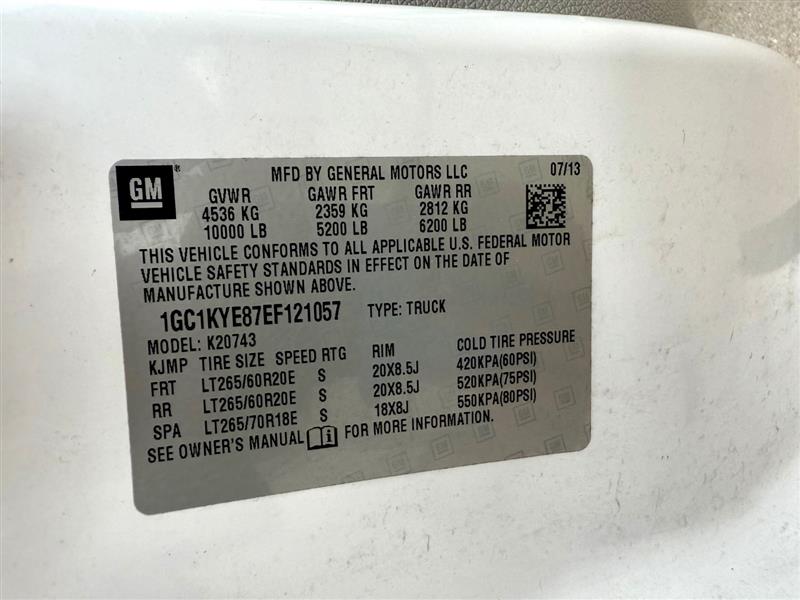 GM ® MFD BY GENERAL MOTORS LLC 07/13
GVWR GAWR FRT GAWR RR
4536 KG 2359 KG 2812 KG
10000 LB 5200 LB 6200 LB
THIS VEHICLE CONFORMS TO ALL APPLICABLE U.S. FEDERAL MOTOR
VEHICLE SAFETY STANDARDS IN EFFECT ON THE DATE OF
MANUFACTURE SHOWN ABOVE.
1GC1KYE87EF121057 TYPE: TRUCK
MODEL: K20743
KJMP TIRE SIZE SPEED RTG RIM COLD TIRE PRESSURE
FRT LT265/60R20E S 20X8.5J 420KPA(60PSI)
RR LT265/60R20E S 20X8.5J 520KPA(75PSI)
SPA LT265/70R18E S 18X8J 550KPA(80PSI)
SEE OWNER'S MANUAL FOR MORE INFORMATION.